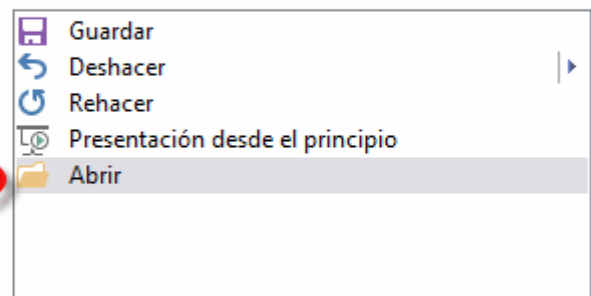 Guardar
Deshacer
Rehacer
Presentación desde el principio
Abrir